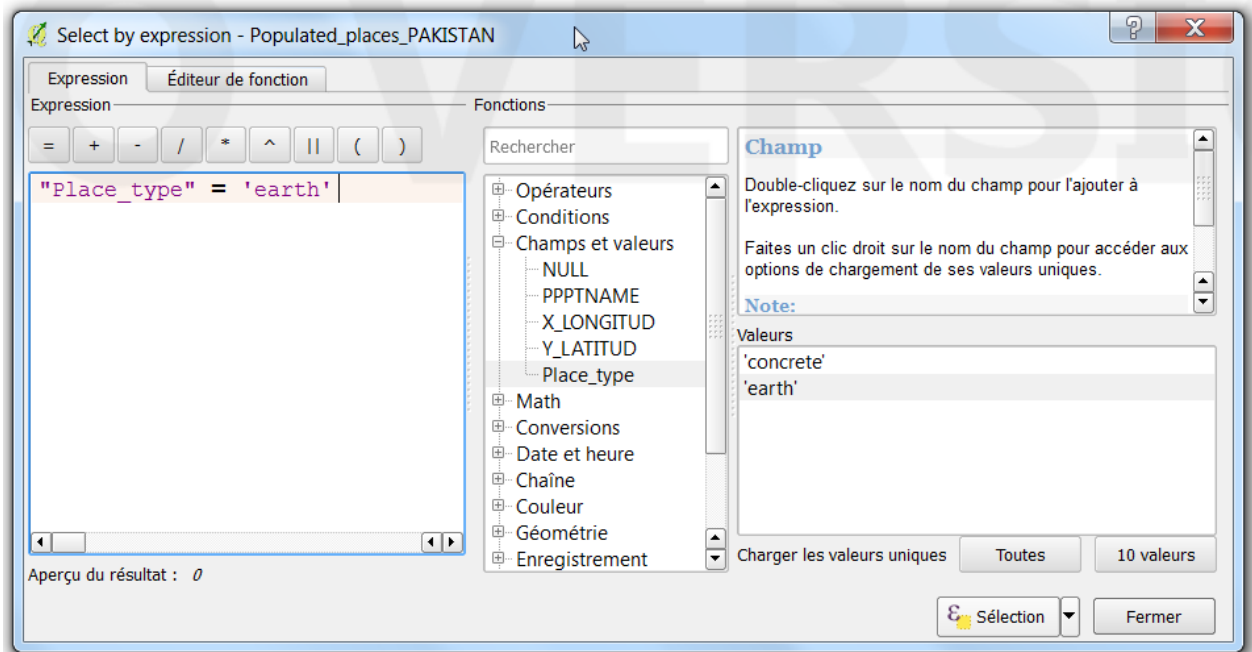 Select by expression - Populated_places_PAKISTAN
Expression
Éditeur de fonction
Expression
Fonctions
= + - / * ^ || ( )
"Place_type" = 'earth'
Aperçu du résultat : 0
Rechercher
Opérateurs
Conditions
Champs et valeurs
NULL
PPPTNAME
X_LONGITUD
Y_LATITUD
Place_type
Math
Conversions
Date et heure
Chaîne
Couleur
Géométrie
Enregistrement
Champ
Double-cliquez sur le nom du champ pour l'ajouter à
l'expression.
Faites un clic droit sur le nom du champ pour accéder aux
options de chargement de ses valeurs uniques.
Note:
Valeurs
'concrete'
'earth'
Charger les valeurs uniques
Toutes
10 valeurs
Sélection
Fermer